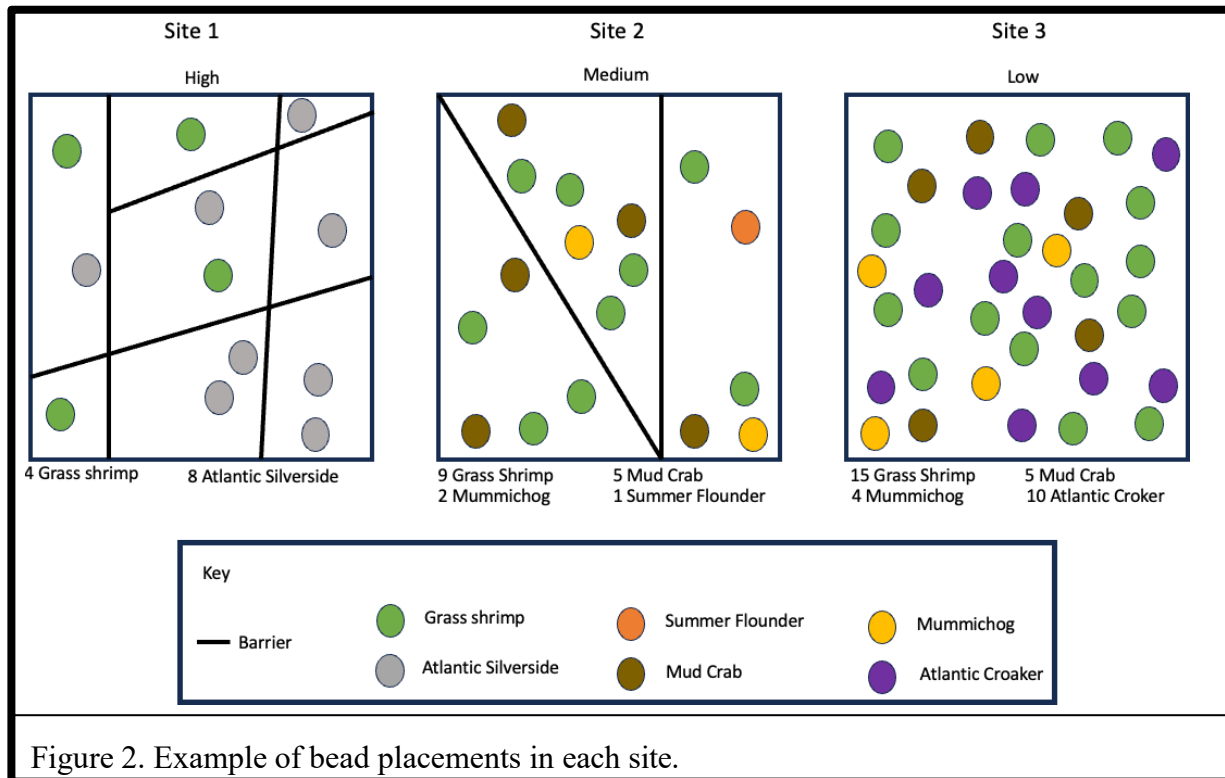 Site 1
Site 2
Site 3
High
Medium
Low
4 Grass shrimp
8 Atlantic Silverside
9 Grass Shrimp
5 Mud Crab
2 Mummichog
1 Summer Flounder
15 Grass Shrimp
5 Mud Crab
4 Mummichog
10 Atlantic Croker
Key
Barrier
Grass shrimp
Summer Flounder
Mummichog
Atlantic Silverside
Mud Crab
Atlantic Croaker
Figure 2. Example of bead placements in each site.